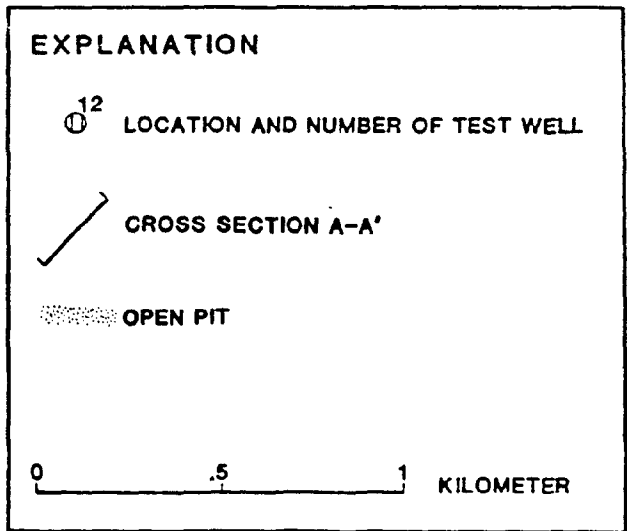 EXPLANATION
12
LOCATION AND NUMBER OF TEST WELL
CROSS SECTION A-A'
OPEN PIT
0 .5 1
KILOMETER